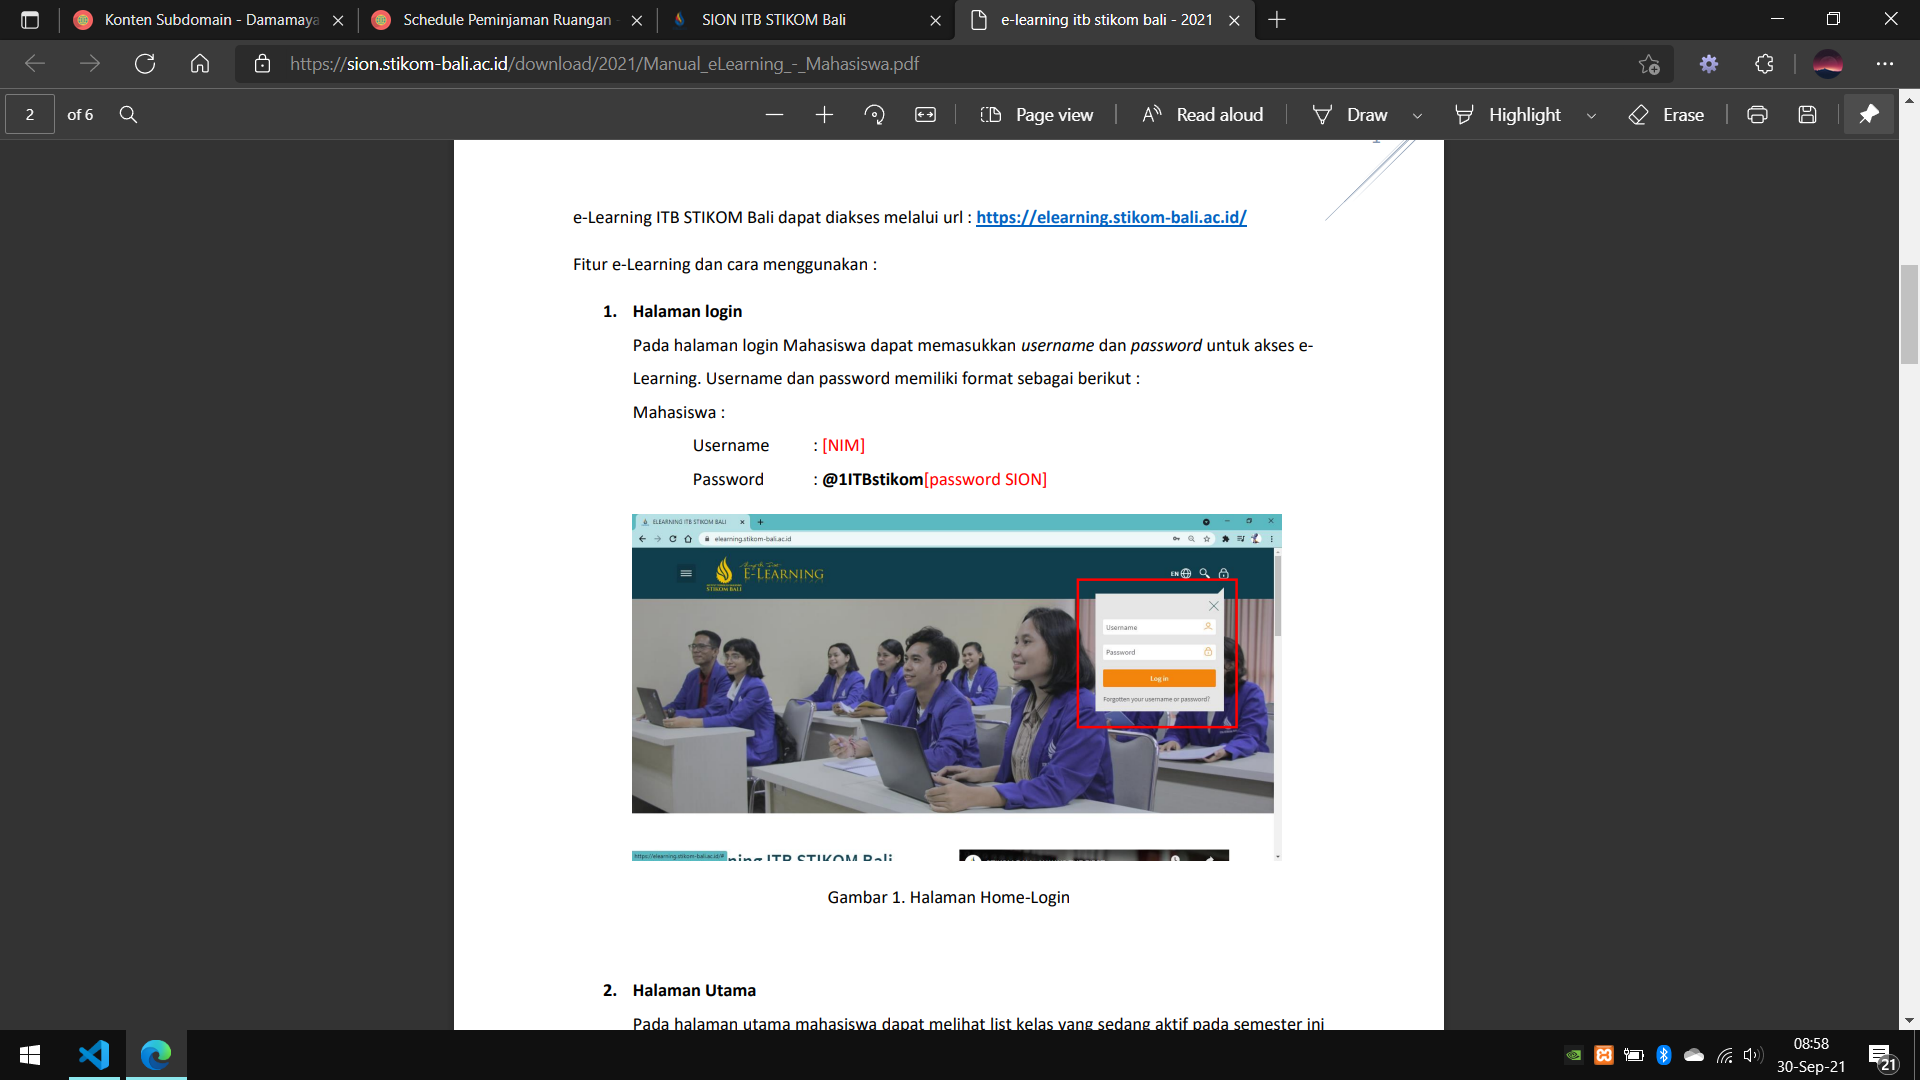 Konten Subdomain - Damamaya
Schedule Peminjaman Ruangan
SION ITB STIKOM Bali
e-learning itb stikom bali - 2021
https://sion.stikom-bali.ac.id/download/2021/Manual_eLearning_-_Mahasiswa.pdf
2 of 6
Page view
Read aloud
Draw
Highlight
Erase
e-Learning ITB STIKOM Bali dapat diakses melalui url : https://elearning.stikom-bali.ac.id/
Fitur e-Learning dan cara menggunakan :
1. Halaman login
Pada halaman login Mahasiswa dapat memasukkan username dan password untuk akses e-
Learning. Username dan password memiliki format sebagai berikut :
Mahasiswa :
Username : [NIM]
Password : @1ITBstikom[password SION]
ELEARNING ITB STIKOM BALI
elearning.stikom-bali.ac.id
E-LEARNING
STIKOM BALI
EN
Username
Password
Log in
Forgotten your username or password?
https://elearning.stikom-bali.ac.id/#
ning ITB STIKOM Bali
Gambar 1. Halaman Home-Login
2. Halaman Utama
Pada halaman utama mahasiswa dapat melihat list kelas yang sedang aktif pada semester ini
08:58
30-Sep-21
21